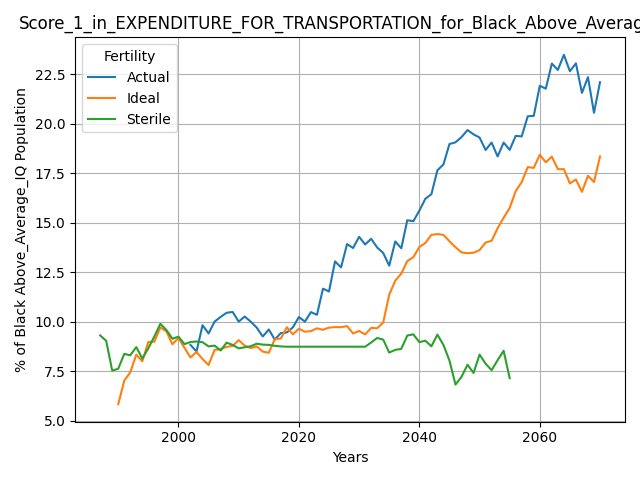 Score_1_in_EXPENDITURE_FOR_TRANSPORTATION_for_Black_Above_Averag
Fertility
Actual
Ideal
Sterile
% of Black Above_Average_IQ Population
22.5
20.0
17.5
15.0
12.5
10.0
7.5
5.0
2000 2020 2040 2060
Years